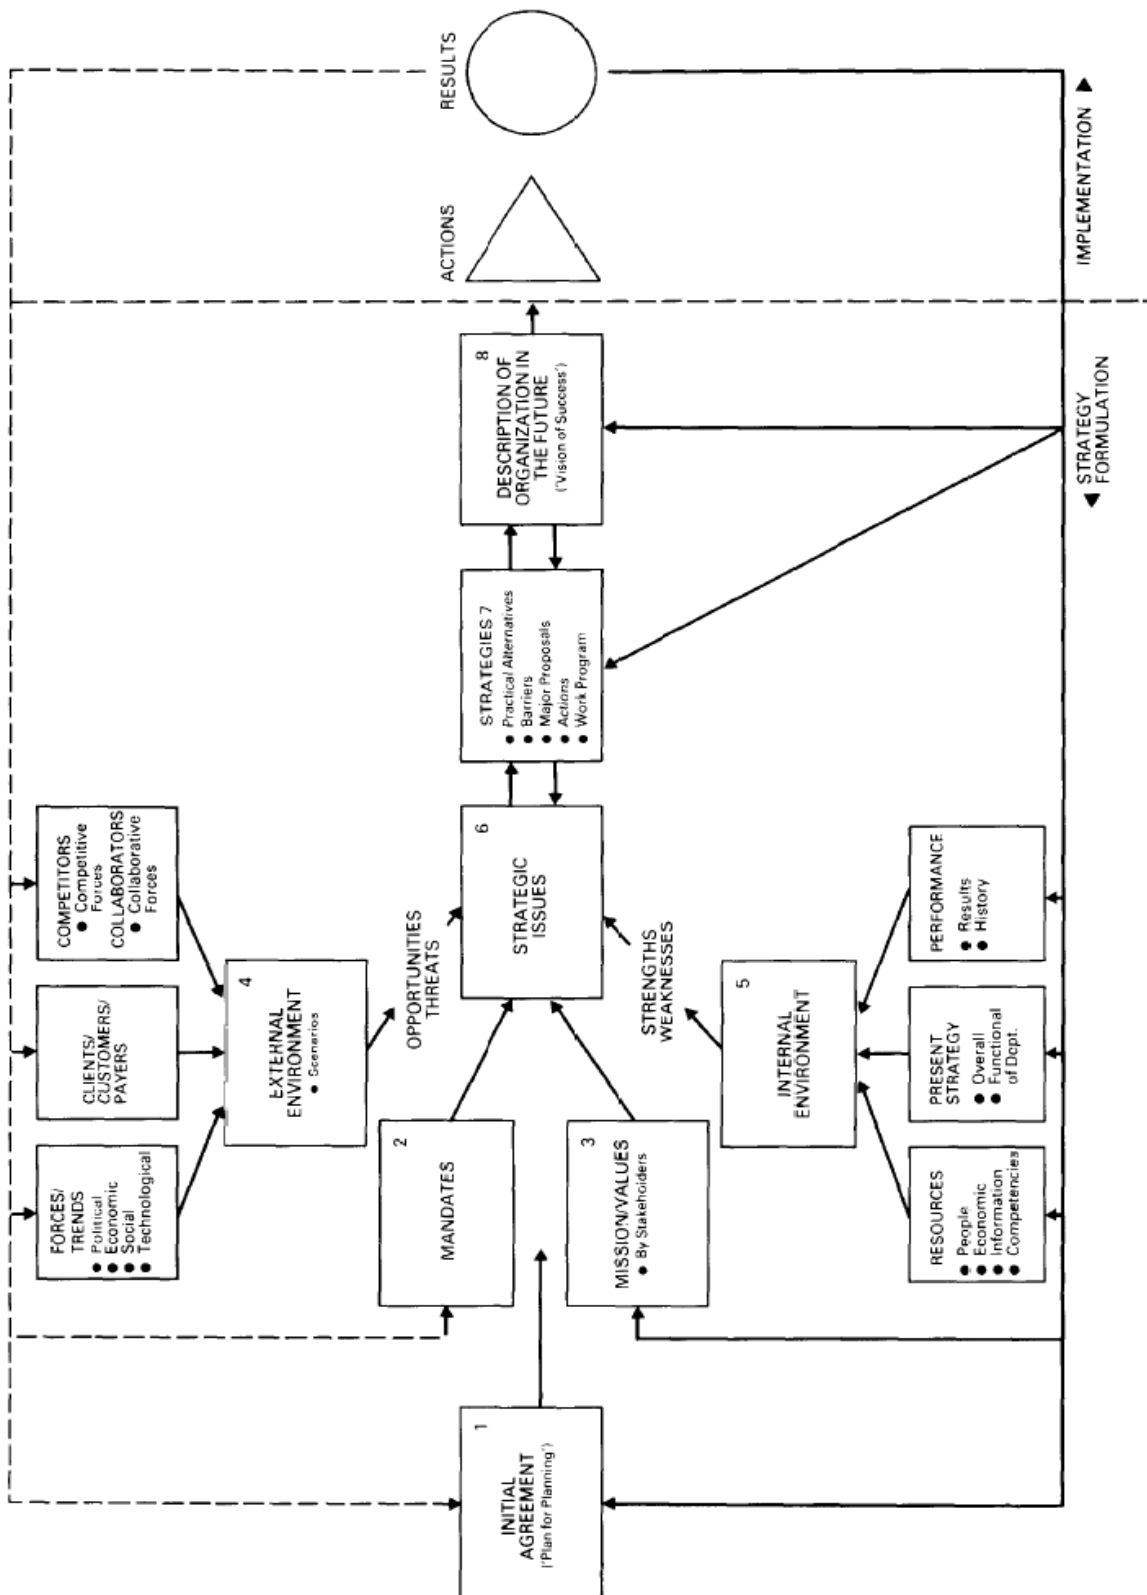 FORCES/
TRENDS
● Political
● Economic
● Social
● Technological
CLIENTS/
CUSTOMERS/
PAYERS
COMPETITORS
● Competitive
Forces
COLLABORATORS
● Collaborative
Forces
4
EXTERNAL
ENVIRONMENT
● Scenarios
OPPORTUNITIES
THREATS
1
INITIAL
AGREEMENT
('Plan for Planning')
2
MANDATES
3
MISSION/VALUES
● By Stakeholders
6
STRATEGIC
ISSUES
STRATEGIES 7
● Practical Alternatives
● Barriers
● Major Proposals
● Actions
● Work Program
8
DESCRIPTION OF
ORGANIZATION IN
THE FUTURE
('Vision of Success')
ACTIONS
RESULTS
STRENGTHS
WEAKNESSES
5
INTERNAL
ENVIRONMENT
RESOURCES
● People
● Economic
● Information
● Competencies
PRESENT
STRATEGY
● Overall
● Functional
of Dept.
PERFORMANCE
● Results
● History
◀ STRATEGY
FORMULATION
IMPLEMENTATION ▶